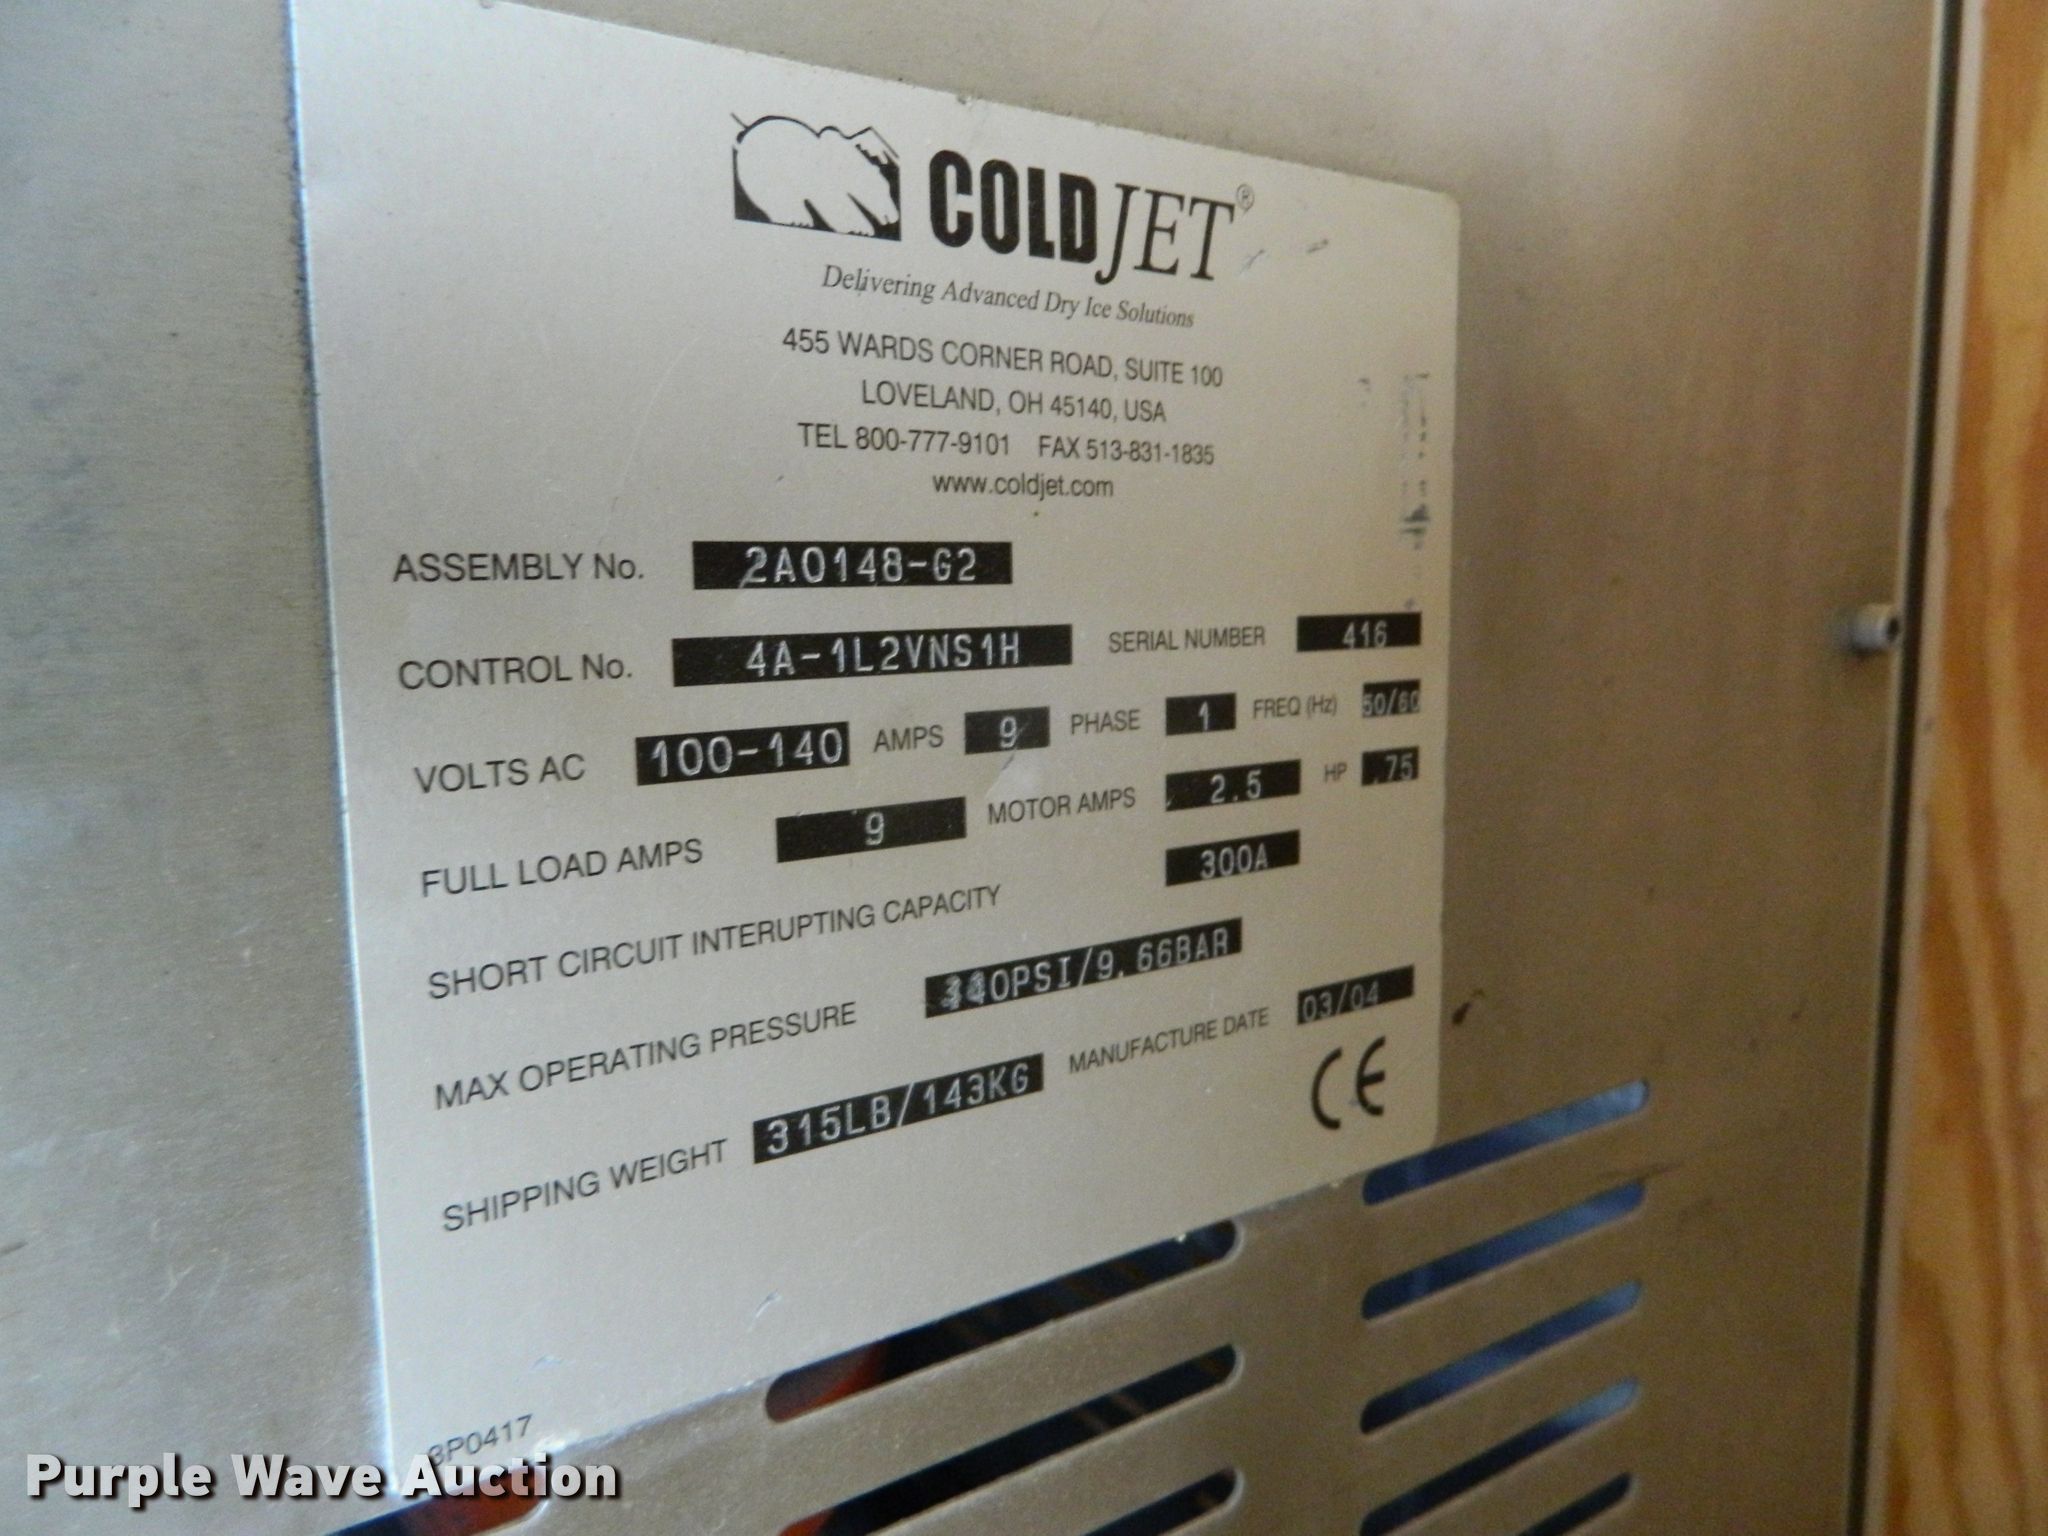 COLDJET®
Delivering Advanced Dry Ice Solutions
455 WARDS CORNER ROAD, SUITE 100
LOVELAND, OH 45140, USA
TEL 800-777-9101 FAX 513-831-1835
www.coldjet.com
ASSEMBLY No. 2A0148-G2
CONTROL No. 4A-1L2VNS1H SERIAL NUMBER 416
VOLTS AC 100-140 AMPS 9 PHASE 1 FREQ (Hz) 50/60
FULL LOAD AMPS 9 MOTOR AMPS 2.5 HP .75
SHORT CIRCUIT INTERUPTING CAPACITY 300A
MAX OPERATING PRESSURE
SHIPPING WEIGHT 315LB/143KG MANUFACTURE DATE 03/04
CE
Purple Wave Auction